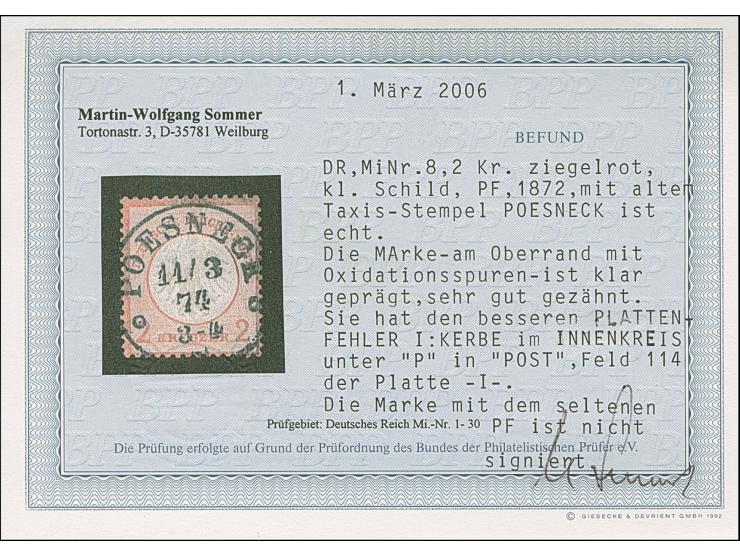 1. März 2006
Martin-Wolfgang Sommer
Tortonastr. 3, D-35781 Weilburg
BEFUND
DR,MiNr.8,2 Kr. ziegelrot,
kl. Schild, PF,1872,mit alten
Taxis-Stempel POESNECK ist
echt.
Die MArke-am Oberrand mit
Oxidationsspuren-ist klar
geprägt,sehr gut gezähnt.
Sie hat den besseren PLATTEN-
FEHLER I:KERBE im INNENKREIS
unter "P" in "POST",Feld 114
der Platte -I-.
Die Marke mit dem seltenen
PF ist nicht
signiert.
POESNECK
11/3
74
3-4
2 KREUZER 2
Prüfgebiet: Deutsches Reich Mi.-Nr. 1- 30
Die Prüfung erfolgte auf Grund der Prüfordnung des Bundes der Philatelistischen Prüfer e.V.
© GIESECKE & DEVRIENT GMBH 1992